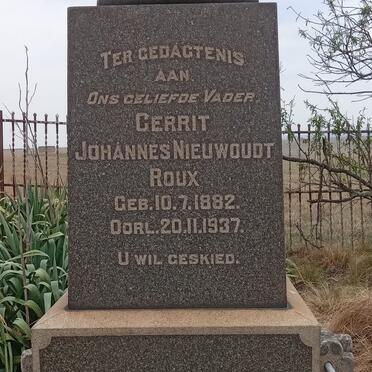 TER GEDAGTENIS
AAN
ONS GELIEFDE VADER
GERRIT
JOHANNES NIEUWOUDT
ROUX
GEB. 10.7.1882.
OORL. 20.11.1937.
U WIL GESKIED.